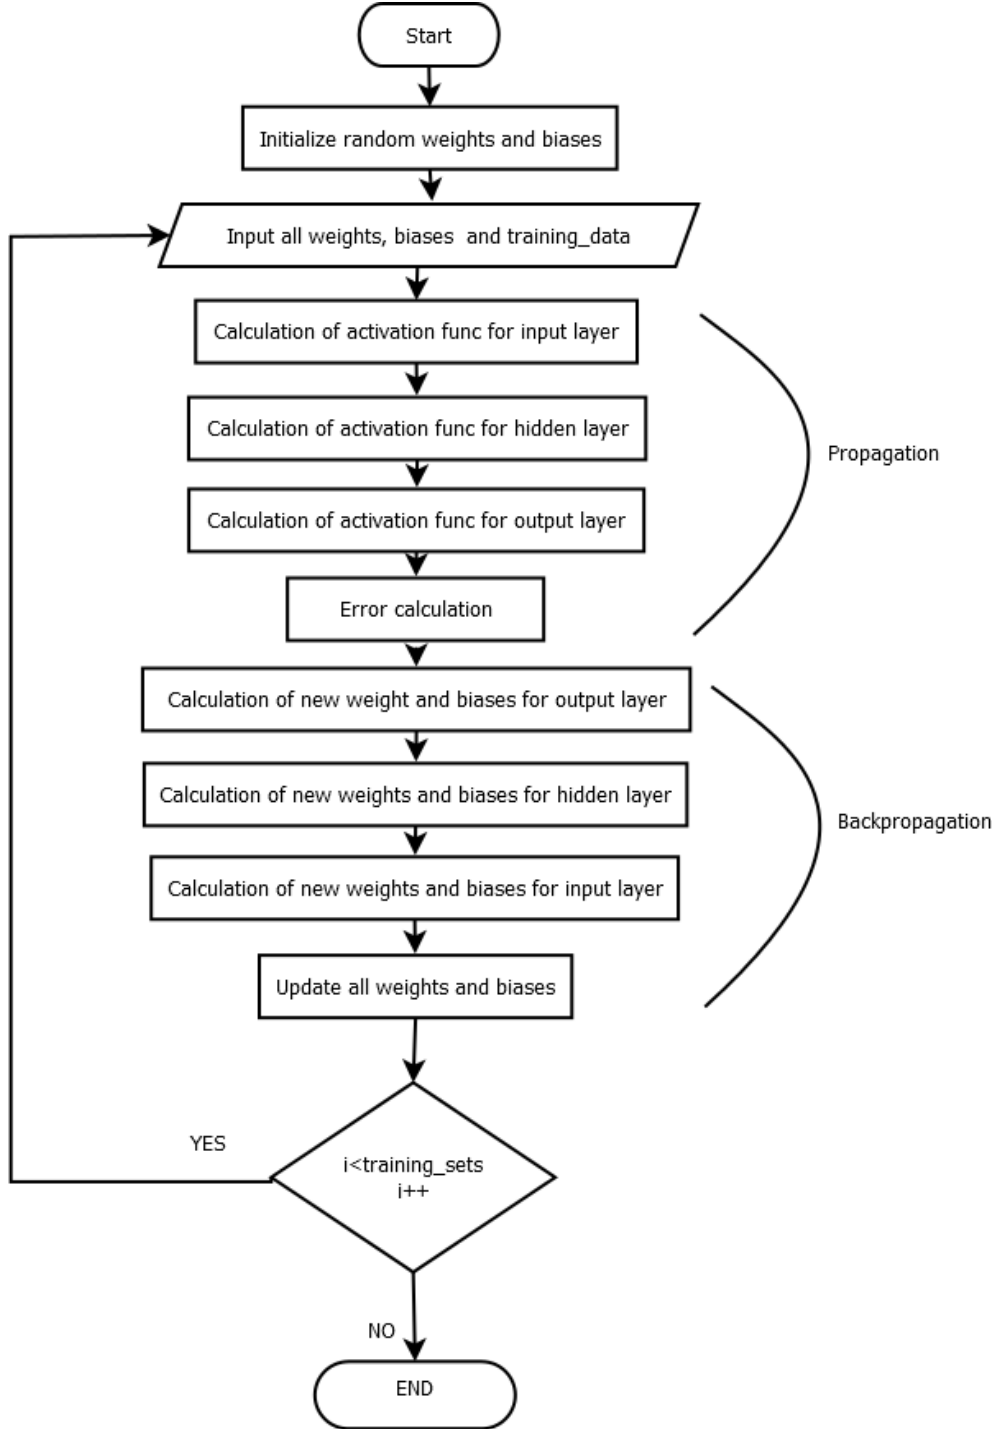 Start
Initialize random weights and biases
Input all weights, biases  and training_data
Calculation of activation func for input layer
Calculation of activation func for hidden layer
Propagation
Calculation of activation func for output layer
Error calculation
Calculation of new weight and biases for output layer
Calculation of new weights and biases for hidden layer
Backpropagation
Calculation of new weights and biases for input layer
Update all weights and biases
YES
i<training_sets
i++
NO
END